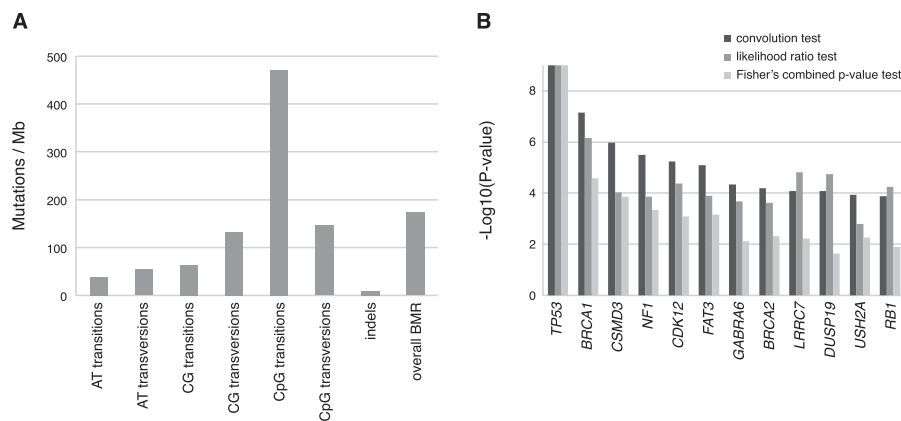 A
Mutations / Mb
500
400
300
200
100
0
AT transitions
AT transversions
CG transitions
CG transversions
CpG transitions
CpG transversions
indels
overall BMR
B
convolution test
likelihood ratio test
Fisher's combined p-value test
-Log10(P-value)
8
6
4
2
0
TP53
BRCA1
CSMD3
NF1
CDK12
FAT3
GABRA6
BRCA2
LRRC7
DUSP19
USH2A
RB1